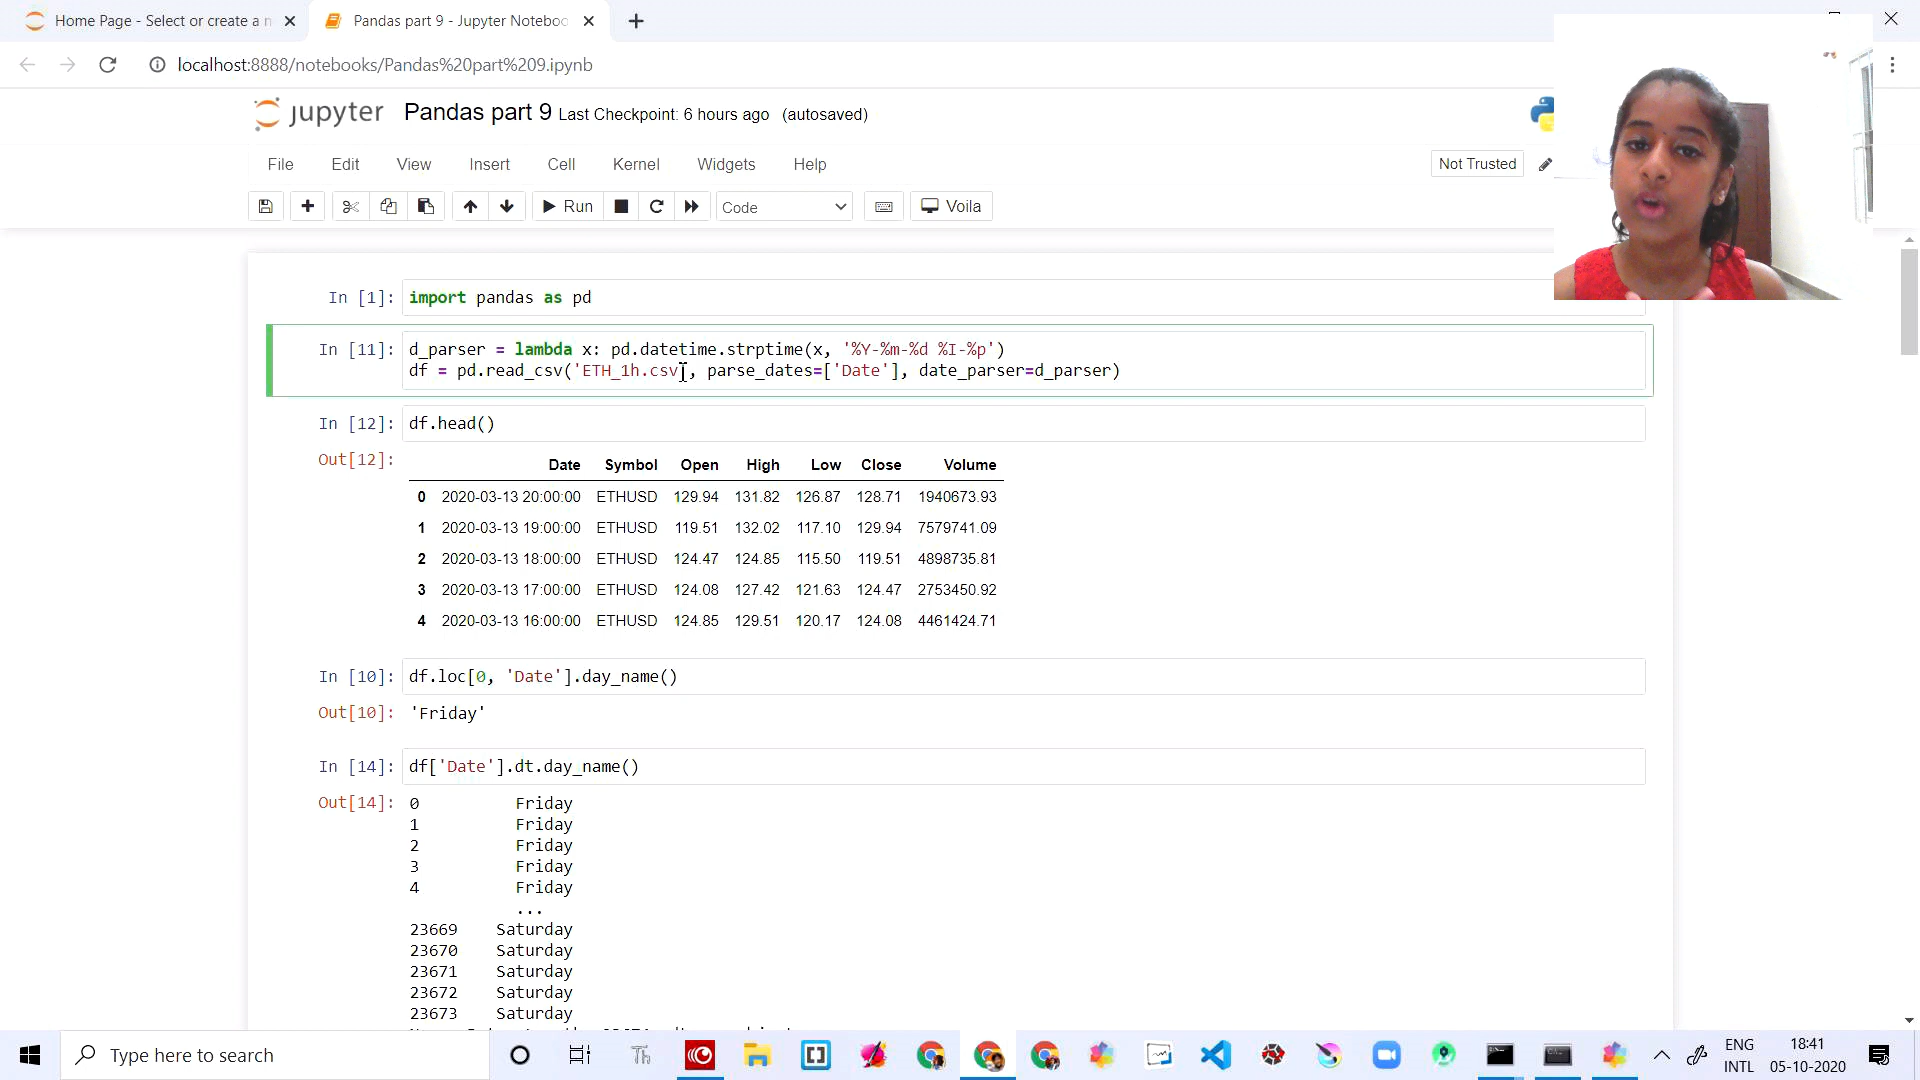 Home Page - Select or create a n
Pandas part 9 - Jupyter Noteboo
localhost:8888/notebooks/Pandas%20part%209.ipynb
jupyter Pandas part 9 Last Checkpoint: 6 hours ago (autosaved)
File Edit View Insert Cell Kernel Widgets Help
Not Trusted
Run Code Voila
In [1]: import pandas as pd
In [11]: d_parser = lambda x: pd.datetime.strptime(x, '%Y-%m-%d %I-%p')
df = pd.read_csv('ETH_1h.csv', parse_dates=['Date'], date_parser=d_parser)
In [12]: df.head()
Out[12]:
Date Symbol Open High Low Close Volume
0 2020-03-13 20:00:00 ETHUSD 129.94 131.82 126.87 128.71 1940673.93
1 2020-03-13 19:00:00 ETHUSD 119.51 132.02 117.10 129.94 7579741.09
2 2020-03-13 18:00:00 ETHUSD 124.47 124.85 115.50 119.51 4898735.81
3 2020-03-13 17:00:00 ETHUSD 124.08 127.42 121.63 124.47 2753450.92
4 2020-03-13 16:00:00 ETHUSD 124.85 129.51 120.17 124.08 4461424.71
In [10]: df.loc[0, 'Date'].day_name()
Out[10]: 'Friday'
In [14]: df['Date'].dt.day_name()
Out[14]: 0 Friday
1 Friday
2 Friday
3 Friday
4 Friday
...
23669 Saturday
23670 Saturday
23671 Saturday
23672 Saturday
23673 Saturday
Type here to search
ENG
INTL
18:41
05-10-2020